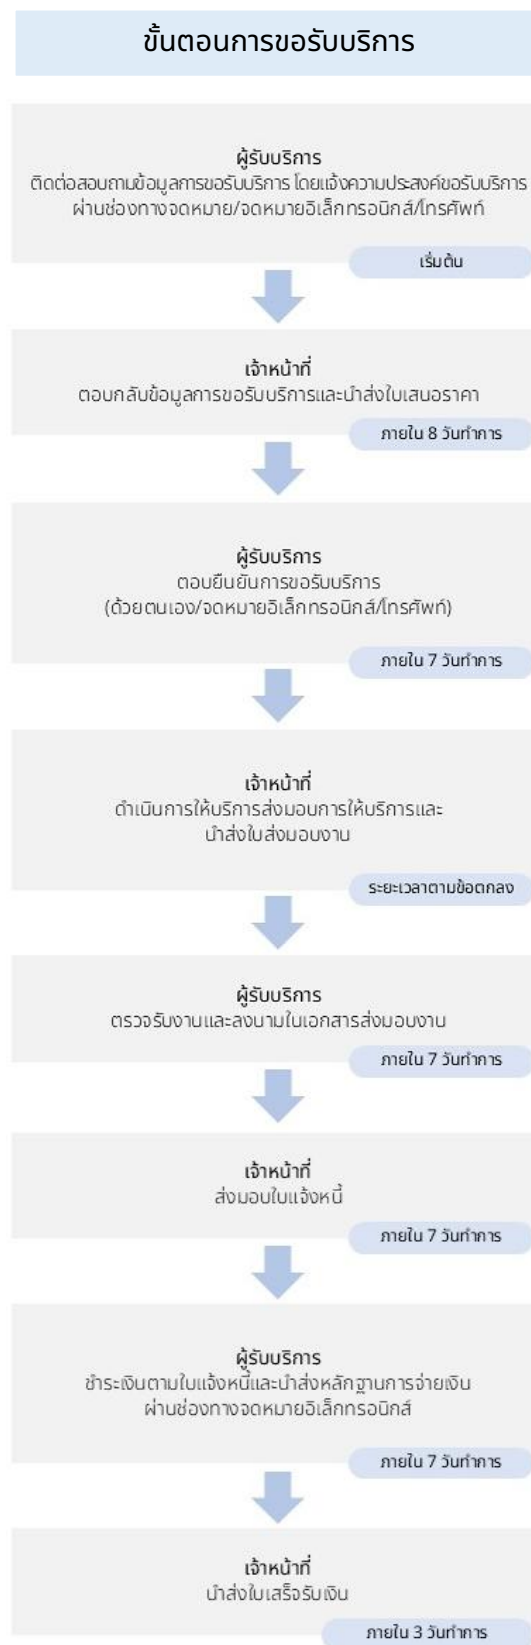 ขั้นตอนการขอรับบริการ
ผู้รับบริการ
ติดต่อสอบถามข้อมูลการขอรับบริการ โดยแจ้งความประสงค์ขอรับบริการ
ผ่านช่องทางจดหมาย/จดหมายอิเล็กทรอนิกส์/โทรศัพท์
เริ่มต้น
เจ้าหน้าที่
ตอบกลับข้อมูลการขอรับบริการและนำส่งใบเสนอราคา
ภายใน 8 วันทำการ
ผู้รับบริการ
ตอบยืนยันการขอรับบริการ
(ด้วยตนเอง/จดหมายอิเล็กทรอนิกส์/โทรศัพท์)
ภายใน 7 วันทำการ
เจ้าหน้าที่
ดำเนินการให้บริการส่งมอบการให้บริการและ
นำส่งใบส่งมอบงาน
ระยะเวลาตามข้อตกลง
ผู้รับบริการ
ตรวจรับงานและลงนามในเอกสารส่งมอบงาน
ภายใน 7 วันทำการ
เจ้าหน้าที่
ส่งมอบใบแจ้งหนี้
ภายใน 7 วันทำการ
ผู้รับบริการ
ชำระเงินตามใบแจ้งหนี้และนำส่งหลักฐานการจ่ายเงิน
ผ่านช่องทางจดหมายอิเล็กทรอนิกส์
ภายใน 7 วันทำการ
เจ้าหน้าที่
นำส่งใบเสร็จรับเงิน
ภายใน 3 วันทำการ